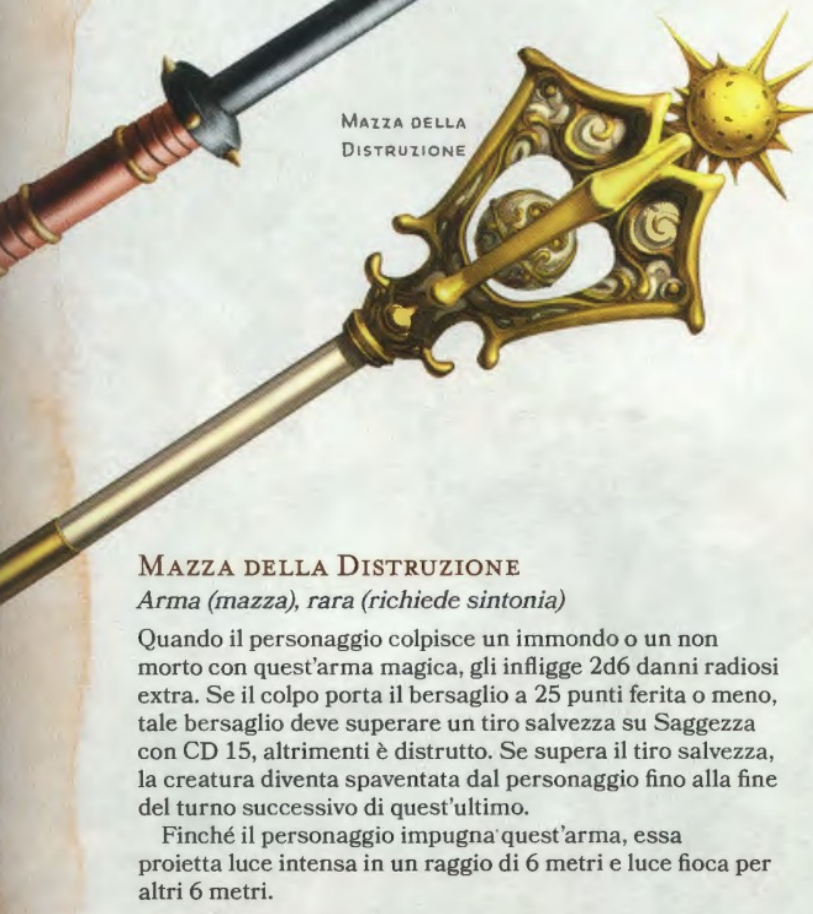 MAZZA DELLA
DISTRUZIONE
MAZZA DELLA DISTRUZIONE
Arma (mazza), rara (richiede sintonia)
Quando il personaggio colpisce un immondo o un non
morto con quest'arma magica, gli infligge 2d6 danni radiosi
extra. Se il colpo porta il bersaglio a 25 punti ferita o meno,
tale bersaglio deve superare un tiro salvezza su Saggezza
con CD 15, altrimenti è distrutto. Se supera il tiro salvezza,
la creatura diventa spaventata dal personaggio fino alla fine
del turno successivo di quest'ultimo.
Finché il personaggio impugna quest'arma, essa
proietta luce intensa in un raggio di 6 metri e luce fioca per
altri 6 metri.